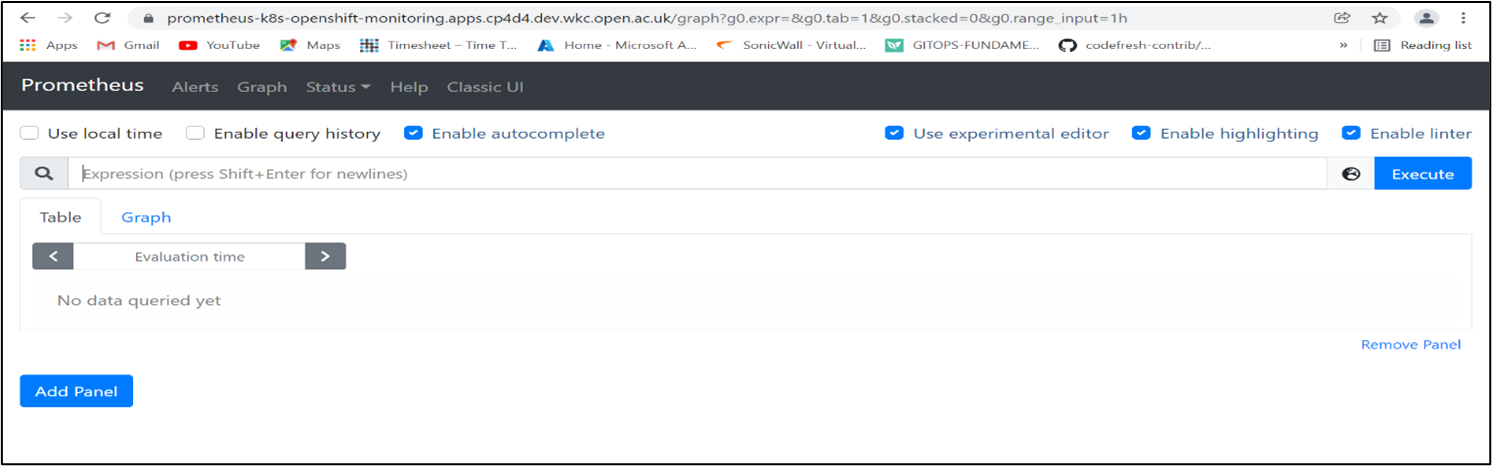 prometheus-k8s-openshift-monitoring.apps.cp4d4.dev.wkc.open.ac.uk/graph?g0.expr=&g0.tab=1&g0.stacked=0&g0.range_input=1h
Apps Gmail YouTube Maps Timesheet – Time T... Home - Microsoft A... SonicWall - Virtual... GITOPS-FUNDAME... codefresh-contrib/... » Reading list
Prometheus Alerts Graph Status Help Classic UI
Use local time Enable query history Enable autocomplete Use experimental editor Enable highlighting Enable linter
Expression (press Shift+Enter for newlines) Execute
Table Graph
Evaluation time
No data queried yet
Remove Panel
Add Panel